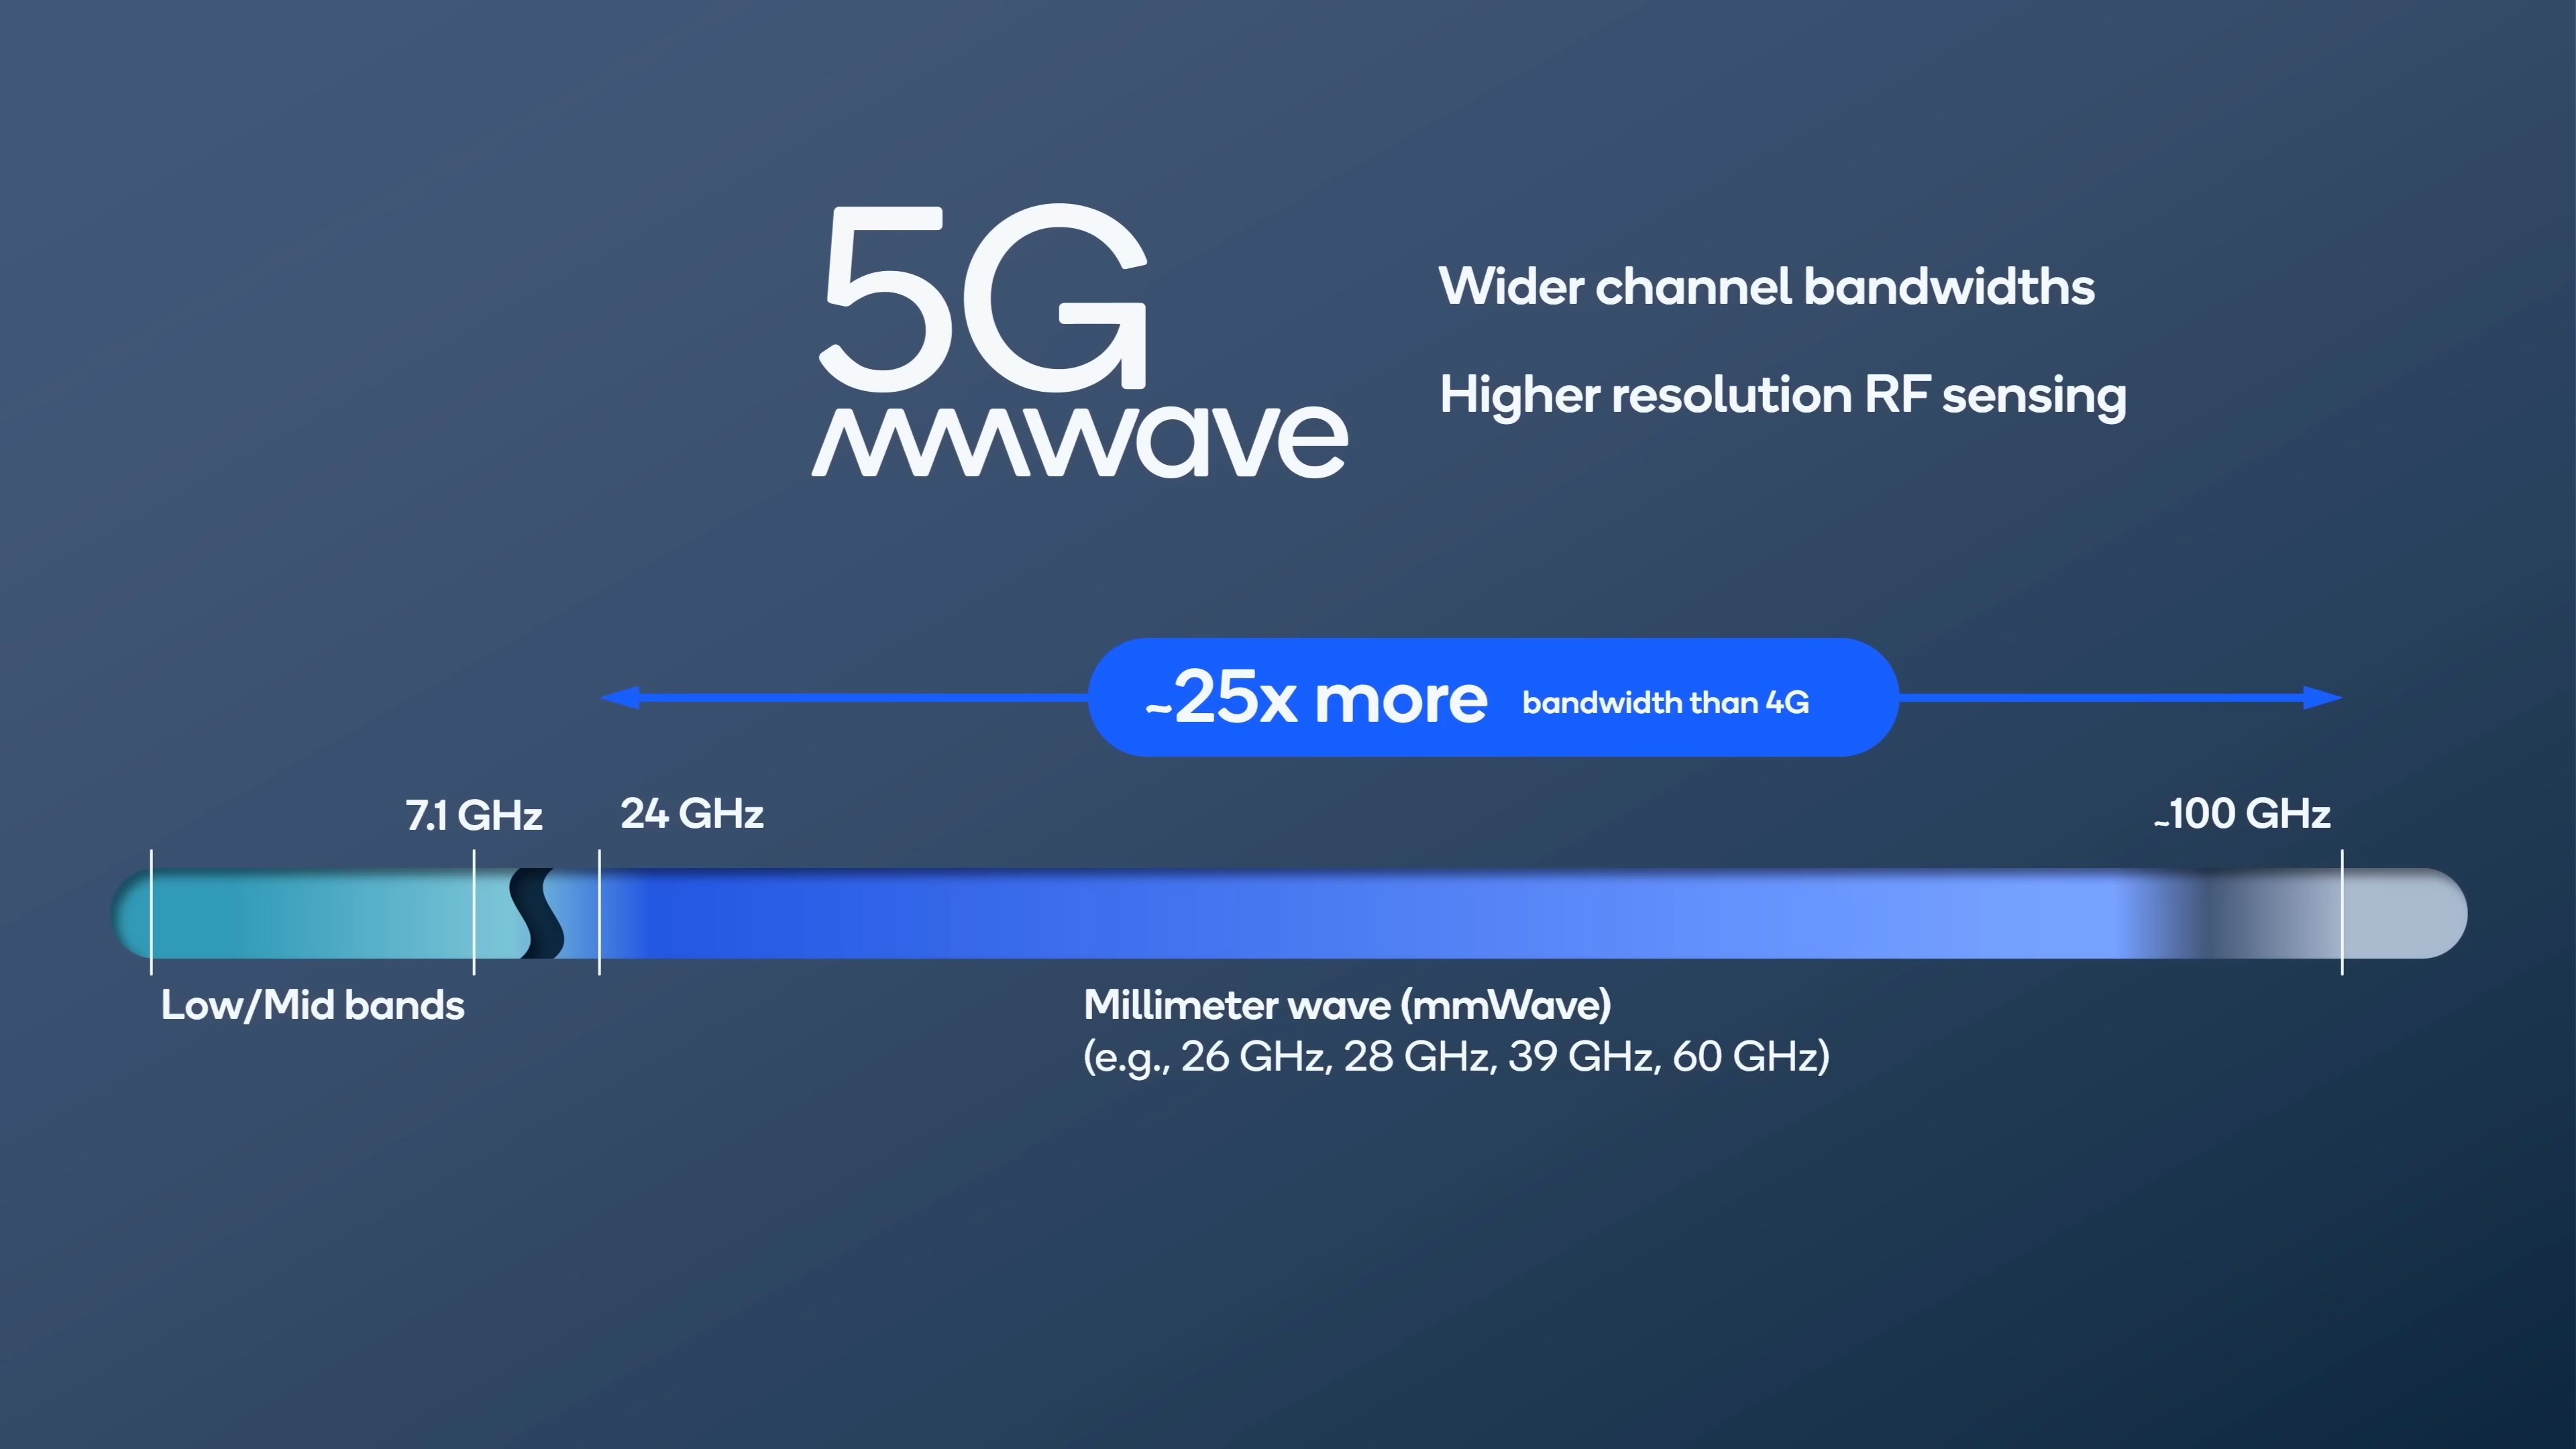 5G
mmwave
Wider channel bandwidths
Higher resolution RF sensing
~25x more bandwidth than 4G
7.1 GHz
24 GHz
~100 GHz
Low/Mid bands
Millimeter wave (mmWave)
(e.g., 26 GHz, 28 GHz, 39 GHz, 60 GHz)